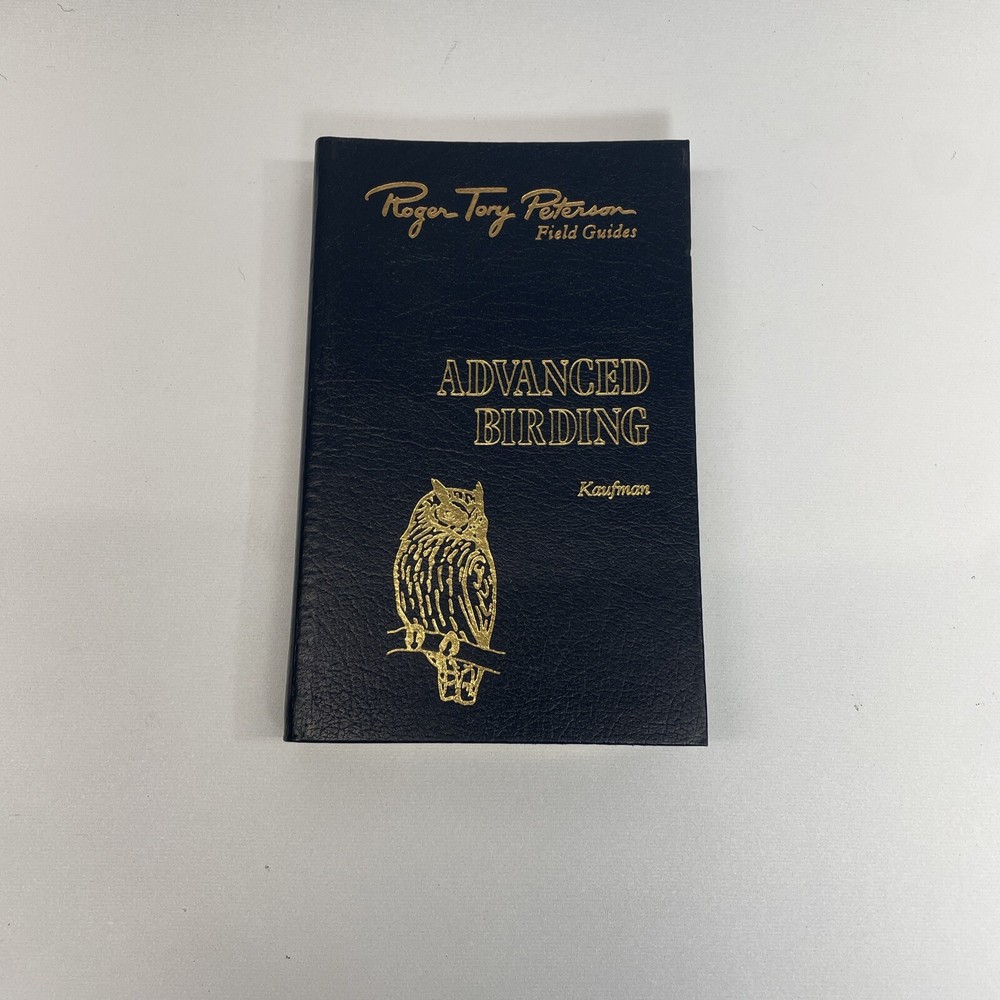 Roger Tory Peterson
Field Guides
ADVANCED
BIRDING
Kaufman